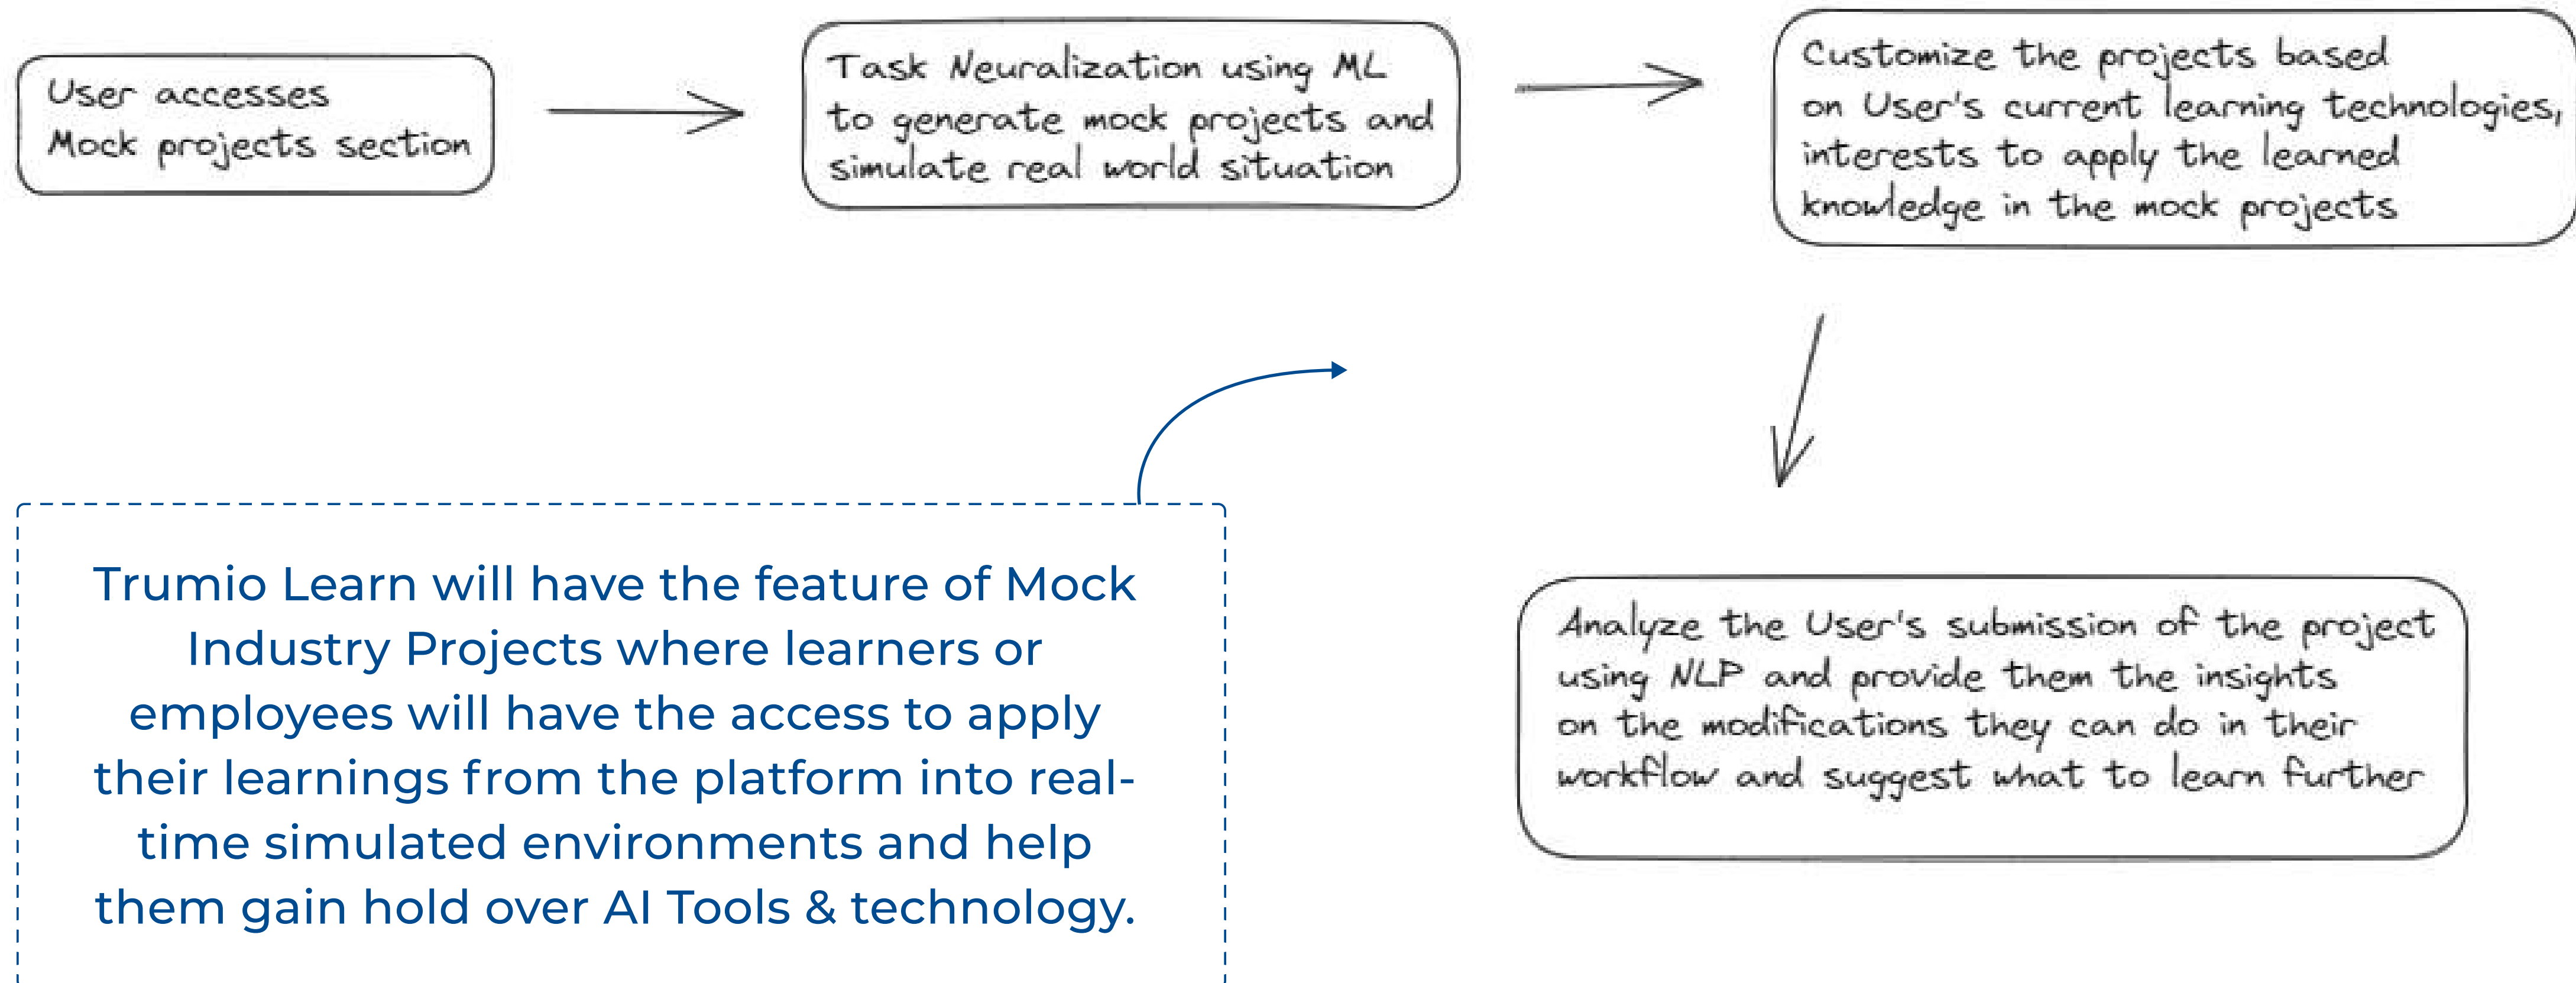 User accesses
Mock projects section
Task Neuralization using ML
to generate mock projects and
simulate real world situation
Customize the projects based
on User's current learning technologies,
interests to apply the learned
knowledge in the mock projects
Trumio Learn will have the feature of Mock
Industry Projects where learners or
employees will have the access to apply
their learnings from the platform into real-
time simulated environments and help
them gain hold over AI Tools & technology.
Analyze the User's submission of the project
using NLP and provide them the insights
on the modifications they can do in their
workflow and suggest what to learn further